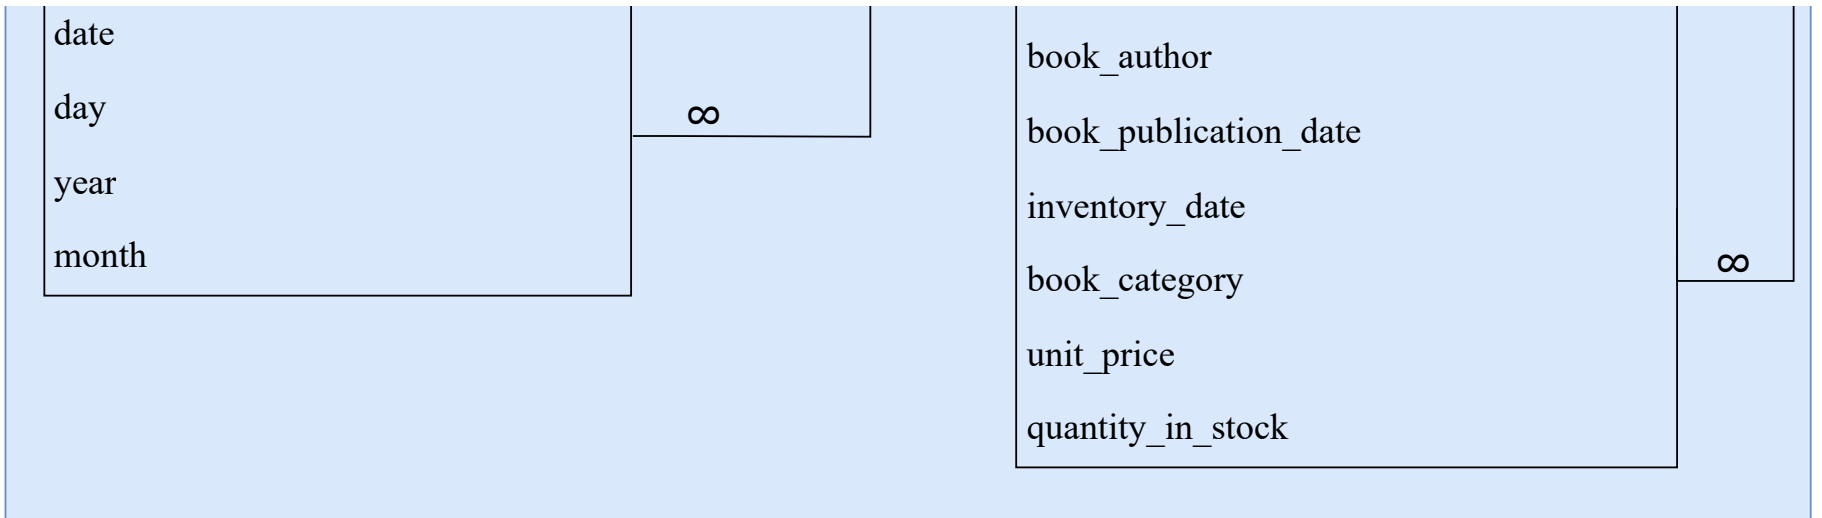 date
day
year
month
∞
book_author
book_publication_date
inventory_date
book_category
unit_price
quantity_in_stock
∞